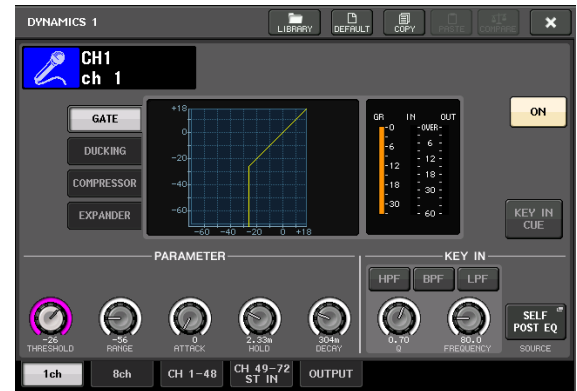 DYNAMICS 1
LIBRARY DEFAULT COPY PASTE COMPARE
CH1
ch 1
GATE
DUCKING
COMPRESSOR
EXPANDER
+18
0
-20
-40
-60
-60 -40 -20 0 +18
GR IN OUT
-0 -OVER-
-6 - 6 -
-12 - 12 -
-18 - 18 -
-30 - 30 -
- 60 -
ON
KEY IN
CUE
PARAMETER
KEY IN
HPF BPF LPF
-26
THRESHOLD
-56
RANGE
0
ATTACK
2.33m
HOLD
304m
DECAY
0.70
Q
80.0
FREQUENCY
SELF
POST EQ
SOURCE
1ch
8ch
CH 1-48
CH 49-72
ST IN
OUTPUT